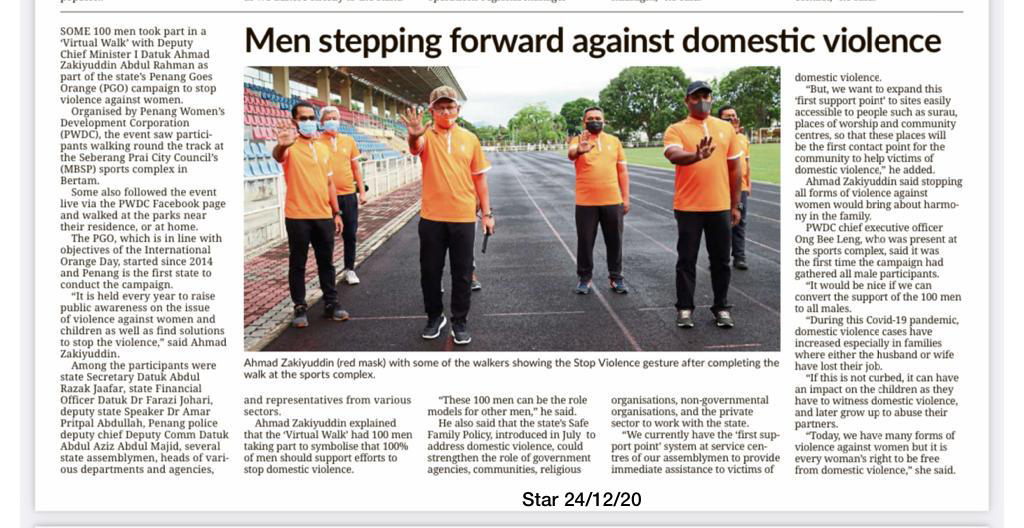 Men stepping forward against domestic violence
SOME 100 men took part in a
‘Virtual Walk’ with Deputy
Chief Minister I Datuk Ahmad
Zakiyuddin Abdul Rahman as
part of the state’s Penang Goes
Orange (PGO) campaign to stop
violence against women.
Organised by Penang Women’s
Development Corporation
(PWDC), the event saw partici-
pants walking round the track at
the Seberang Prai City Council’s
(MBSP) sports complex in
Bertam.
Some also followed the event
live via the PWDC Facebook page
and walked at the parks near
their residence, or at home.
The PGO, which is in line with
objectives of the International
Orange Day, started since 2014
and Penang is the first state to
conduct the campaign.
“It is held every year to raise
public awareness on the issue
of violence against women and
children as well as find solutions
to stop the violence,” said Ahmad
Zakiyuddin.
Among the participants were
state Secretary Datuk Abdul
Razak Jaafar, state Financial
Officer Datuk Dr Farazi Johari,
deputy state Speaker Dr Amar
Pritpal Abdullah, Penang police
deputy chief Deputy Comm Datuk
Abdul Aziz Abdul Majid, several
state assemblymen, heads of vari-
ous departments and agencies,
Ahmad Zakiyuddin (red mask) with some of the walkers showing the Stop Violence gesture after completing the
walk at the sports complex.
and representatives from various
sectors.
Ahmad Zakiyuddin explained
that the ‘Virtual Walk’ had 100 men
taking part to symbolise that 100%
of men should support efforts to
stop domestic violence.
“These 100 men can be the role
models for other men,” he said.
He also said that the state’s Safe
Family Policy, introduced in July to
address domestic violence, could
strengthen the role of government
agencies, communities, religious
organisations, non-governmental
organisations, and the private
sector to work with the state.
“We currently have the ‘first sup-
port point’ system at service cen-
tres of our assemblymen to provide
immediate assistance to victims of
domestic violence.
“But, we want to expand this
‘first support point’ to sites easily
accessible to people such as surau,
places of worship and community
centres, so that these places will
be the first contact point for the
community to help victims of
domestic violence,” he added.
Ahmad Zakiyuddin said stopping
all forms of violence against
women would bring about harmo-
ny in the family.
PWDC chief executive officer
Ong Bee Leng, who was present at
the sports complex, said it was
the first time the campaign had
gathered all male participants.
“It would be nice if we can
convert the support of the 100 men
to all males.
“During this Covid-19 pandemic,
domestic violence cases have
increased especially in families
where either the husband or wife
have lost their job.
“If this is not curbed, it can have
an impact on the children as they
have to witness domestic violence,
and later grow up to abuse their
partners.
“Today, we have many forms of
violence against women but it is
every woman’s right to be free
from domestic violence,” she said.
Star 24/12/20